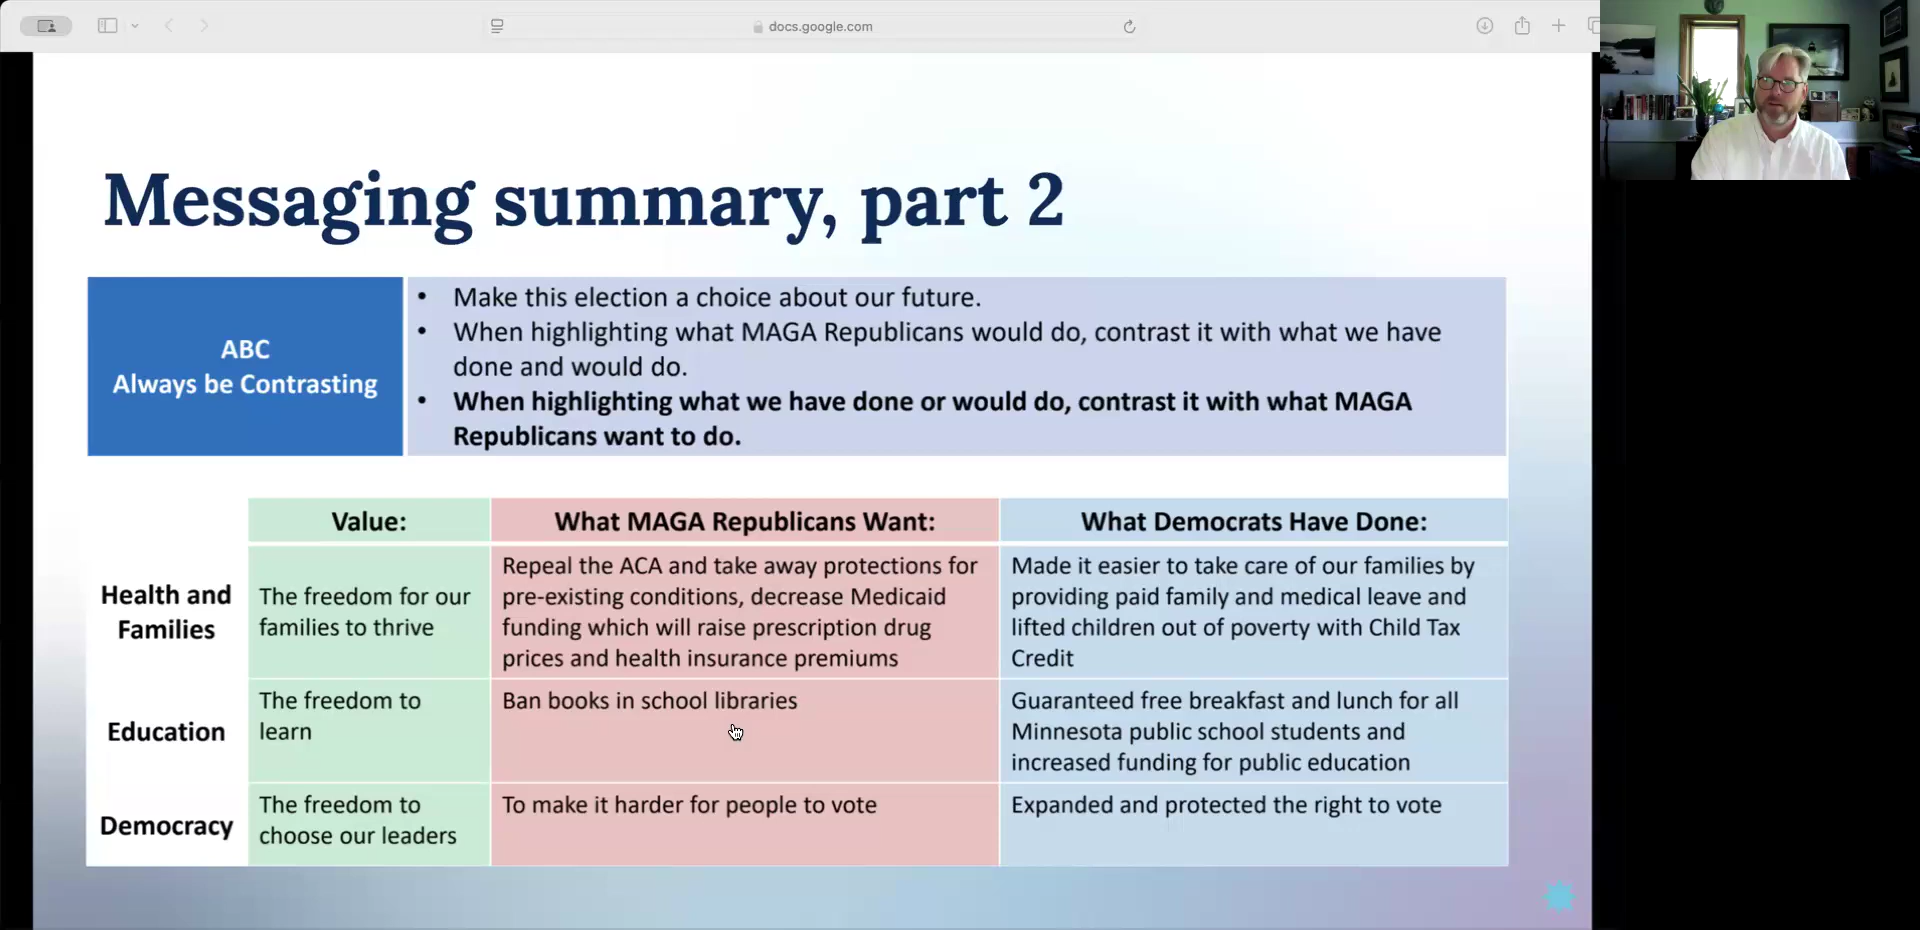 docs.google.com
Messaging summary, part 2
ABC
Always be Contrasting
• Make this election a choice about our future.
• When highlighting what MAGA Republicans would do, contrast it with what we have
done and would do.
• When highlighting what we have done or would do, contrast it with what MAGA
Republicans want to do.
Value:
What MAGA Republicans Want:
What Democrats Have Done:
Health and
Families
The freedom for our
families to thrive
Repeal the ACA and take away protections for
pre-existing conditions, decrease Medicaid
funding which will raise prescription drug
prices and health insurance premiums
Made it easier to take care of our families by
providing paid family and medical leave and
lifted children out of poverty with Child Tax
Credit
Education
The freedom to
learn
Ban books in school libraries
Guaranteed free breakfast and lunch for all
Minnesota public school students and
increased funding for public education
Democracy
The freedom to
choose our leaders
To make it harder for people to vote
Expanded and protected the right to vote